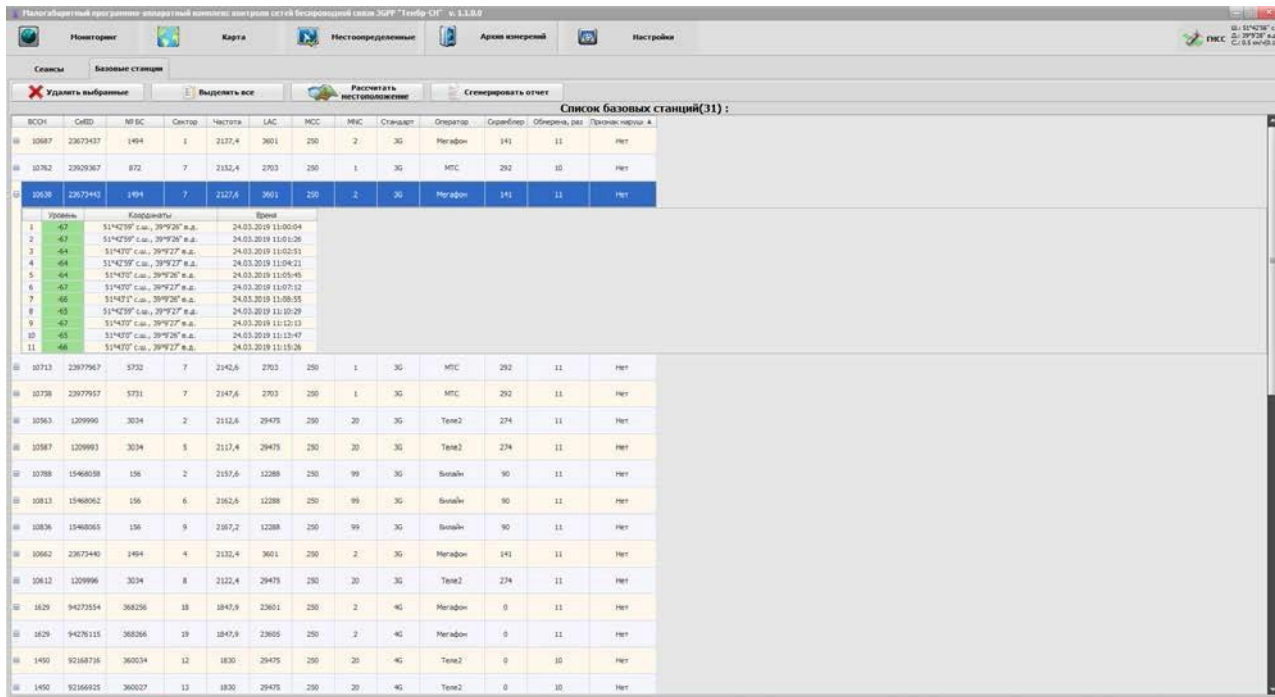 Малогабаритный программно-аппаратный комплекс контроля сетей беспроводной связи 3GPP "Тембр-СН" v. 1.1.0.0
Мониторинг Карта Местоопределение Архив измерений Настройки ГНСС
Сеансы Базовые станции
Удалить выбранные Выделить все Рассчитать местоположение Сгенерировать отчет
Список базовых станций(31) :
BCCH CellID № БС Сектор Частота LAC MCC MNC Стандарт Оператор Скремблер Обмерена, раз Признак наруш
10687 23673437 1494 1 2137,4 3601 250 2 3G Мегафон 141 11 Нет
10762 23929367 872 7 2152,4 2703 250 1 3G МТС 292 10 Нет
10638 23673443 1494 7 2127,6 3601 250 2 3G Мегафон 141 11 Нет
Уровень Координаты Время
1 -67 51°42'59" с.ш., 39°9'26" в.д. 24.03.2019 11:00:04
2 -67 51°42'59" с.ш., 39°9'26" в.д. 24.03.2019 11:01:26
3 -64 51°43'0" с.ш., 39°9'27" в.д. 24.03.2019 11:02:51
4 -64 51°42'59" с.ш., 39°9'27" в.д. 24.03.2019 11:04:21
5 -64 51°43'0" с.ш., 39°9'26" в.д. 24.03.2019 11:05:45
6 -67 51°43'0" с.ш., 39°9'27" в.д. 24.03.2019 11:07:12
7 -66 51°43'1" с.ш., 39°9'26" в.д. 24.03.2019 11:08:55
8 -65 51°42'59" с.ш., 39°9'27" в.д. 24.03.2019 11:10:29
9 -67 51°43'0" с.ш., 39°9'27" в.д. 24.03.2019 11:12:13
10 -65 51°43'0" с.ш., 39°9'26" в.д. 24.03.2019 11:13:47
11 -66 51°43'0" с.ш., 39°9'27" в.д. 24.03.2019 11:15:26
10713 23977967 5732 7 2142,6 2703 250 1 3G МТС 292 11 Нет
10738 23977957 5731 7 2147,6 2703 250 1 3G МТС 292 11 Нет
10563 1209990 3034 2 2112,6 29475 250 20 3G Теле2 274 11 Нет
10587 1209993 3034 5 2117,4 29475 250 20 3G Теле2 274 11 Нет
10788 15468058 156 2 2157,6 12288 250 99 3G Билайн 90 11 Нет
10813 15468062 156 6 2162,6 12288 250 99 3G Билайн 90 11 Нет
10836 15468065 156 9 2167,2 12288 250 99 3G Билайн 90 11 Нет
10662 23673440 1494 4 2132,4 3601 250 2 3G Мегафон 141 11 Нет
10612 1209996 3034 8 2122,4 29475 250 20 3G Теле2 274 11 Нет
1629 94273554 368256 18 1847,9 23601 250 2 4G Мегафон 0 11 Нет
1629 94276115 368266 19 1847,9 23605 250 2 4G Мегафон 0 11 Нет
1450 92168716 360034 12 1830 29475 250 20 4G Теле2 0 10 Нет
1450 92166925 360027 13 1830 29475 250 20 4G Теле2 0 10 Нет